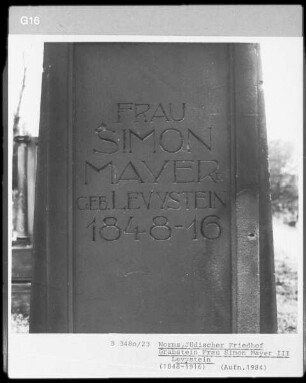 G16
FRAU
SIMON
MAYER
GEB. LEVYSTEIN
1848-16
R 3480/23 Worms, Jüdischer Friedhof
Grabstein Frau Simon Mayer III
Levystein
(1848-1916) (Aufn. 1984)